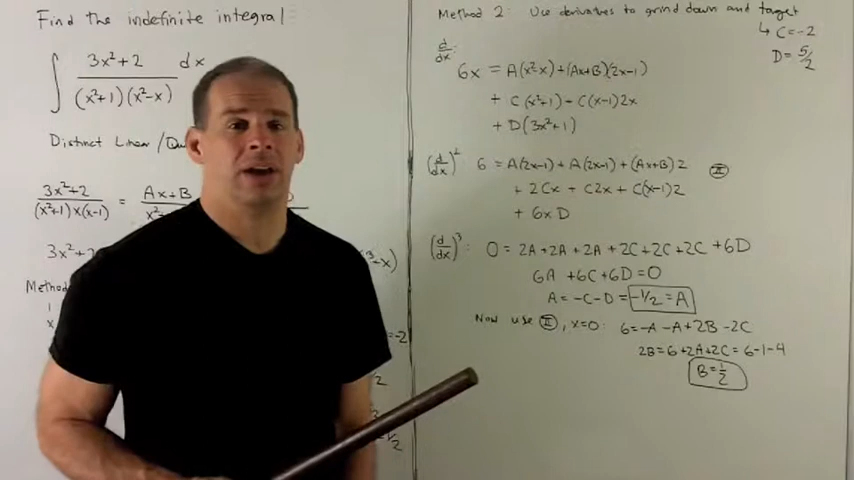 Find the indefinite integral
∫ (3x²+2)/((x²+1)(x²-x)) dx
Distinct Linear/
(3x²+2)/((x²+1)x(x-1)) = (Ax+B)/
3x²+2
Method
Method 2: Use derivatives to grind down and target
↳ C=-2
D=5/2
d/dx:
6x = A(x²-x)+(Ax+B)(2x-1)
+ C(x²+1)+C(x-1)2x
+ D(3x²+1)
(d/dx)² 6 = A(2x-1)+A(2x-1)+(Ax+B)2 Ⅱ
+ 2Cx + C2x + C(x-1)2
+ 6xD
(d/dx)³: 0 = 2A+2A+2A+2C+2C+2C+6D
6A+6C+6D=0
A=-C-D=-1/2=A
Now use Ⅱ, x=0: 6=-A-A+2B-2C
2B=6+2A+2C=6-1-4
B=1/2